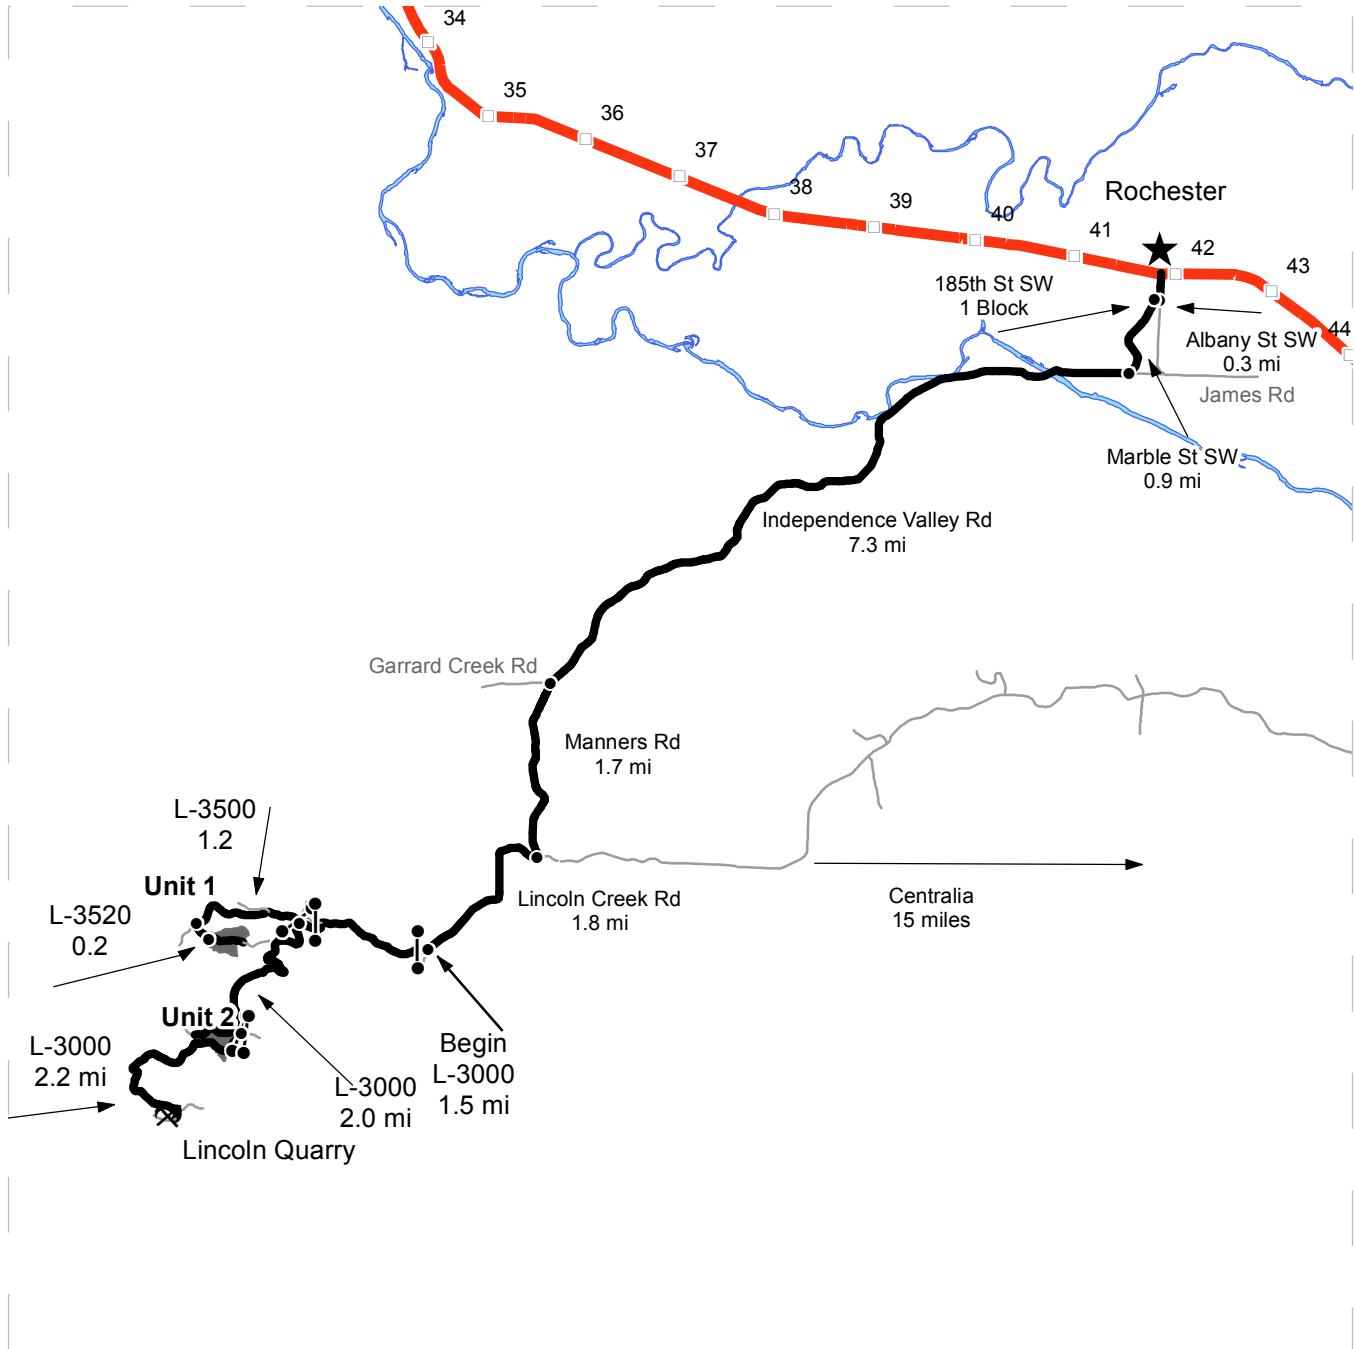 34
35
36
37
38
39
40
41
42
43
44
Rochester
185th St SW
1 Block
Albany St SW
0.3 mi
James Rd
Marble St SW
0.9 mi
Independence Valley Rd
7.3 mi
Garrard Creek Rd
Manners Rd
1.7 mi
L-3500
1.2
Unit 1
L-3520
0.2
Lincoln Creek Rd
1.8 mi
Centralia
15 miles
Unit 2
L-3000
2.2 mi
L-3000
2.0 mi
Begin
L-3000
1.5 mi
Lincoln Quarry